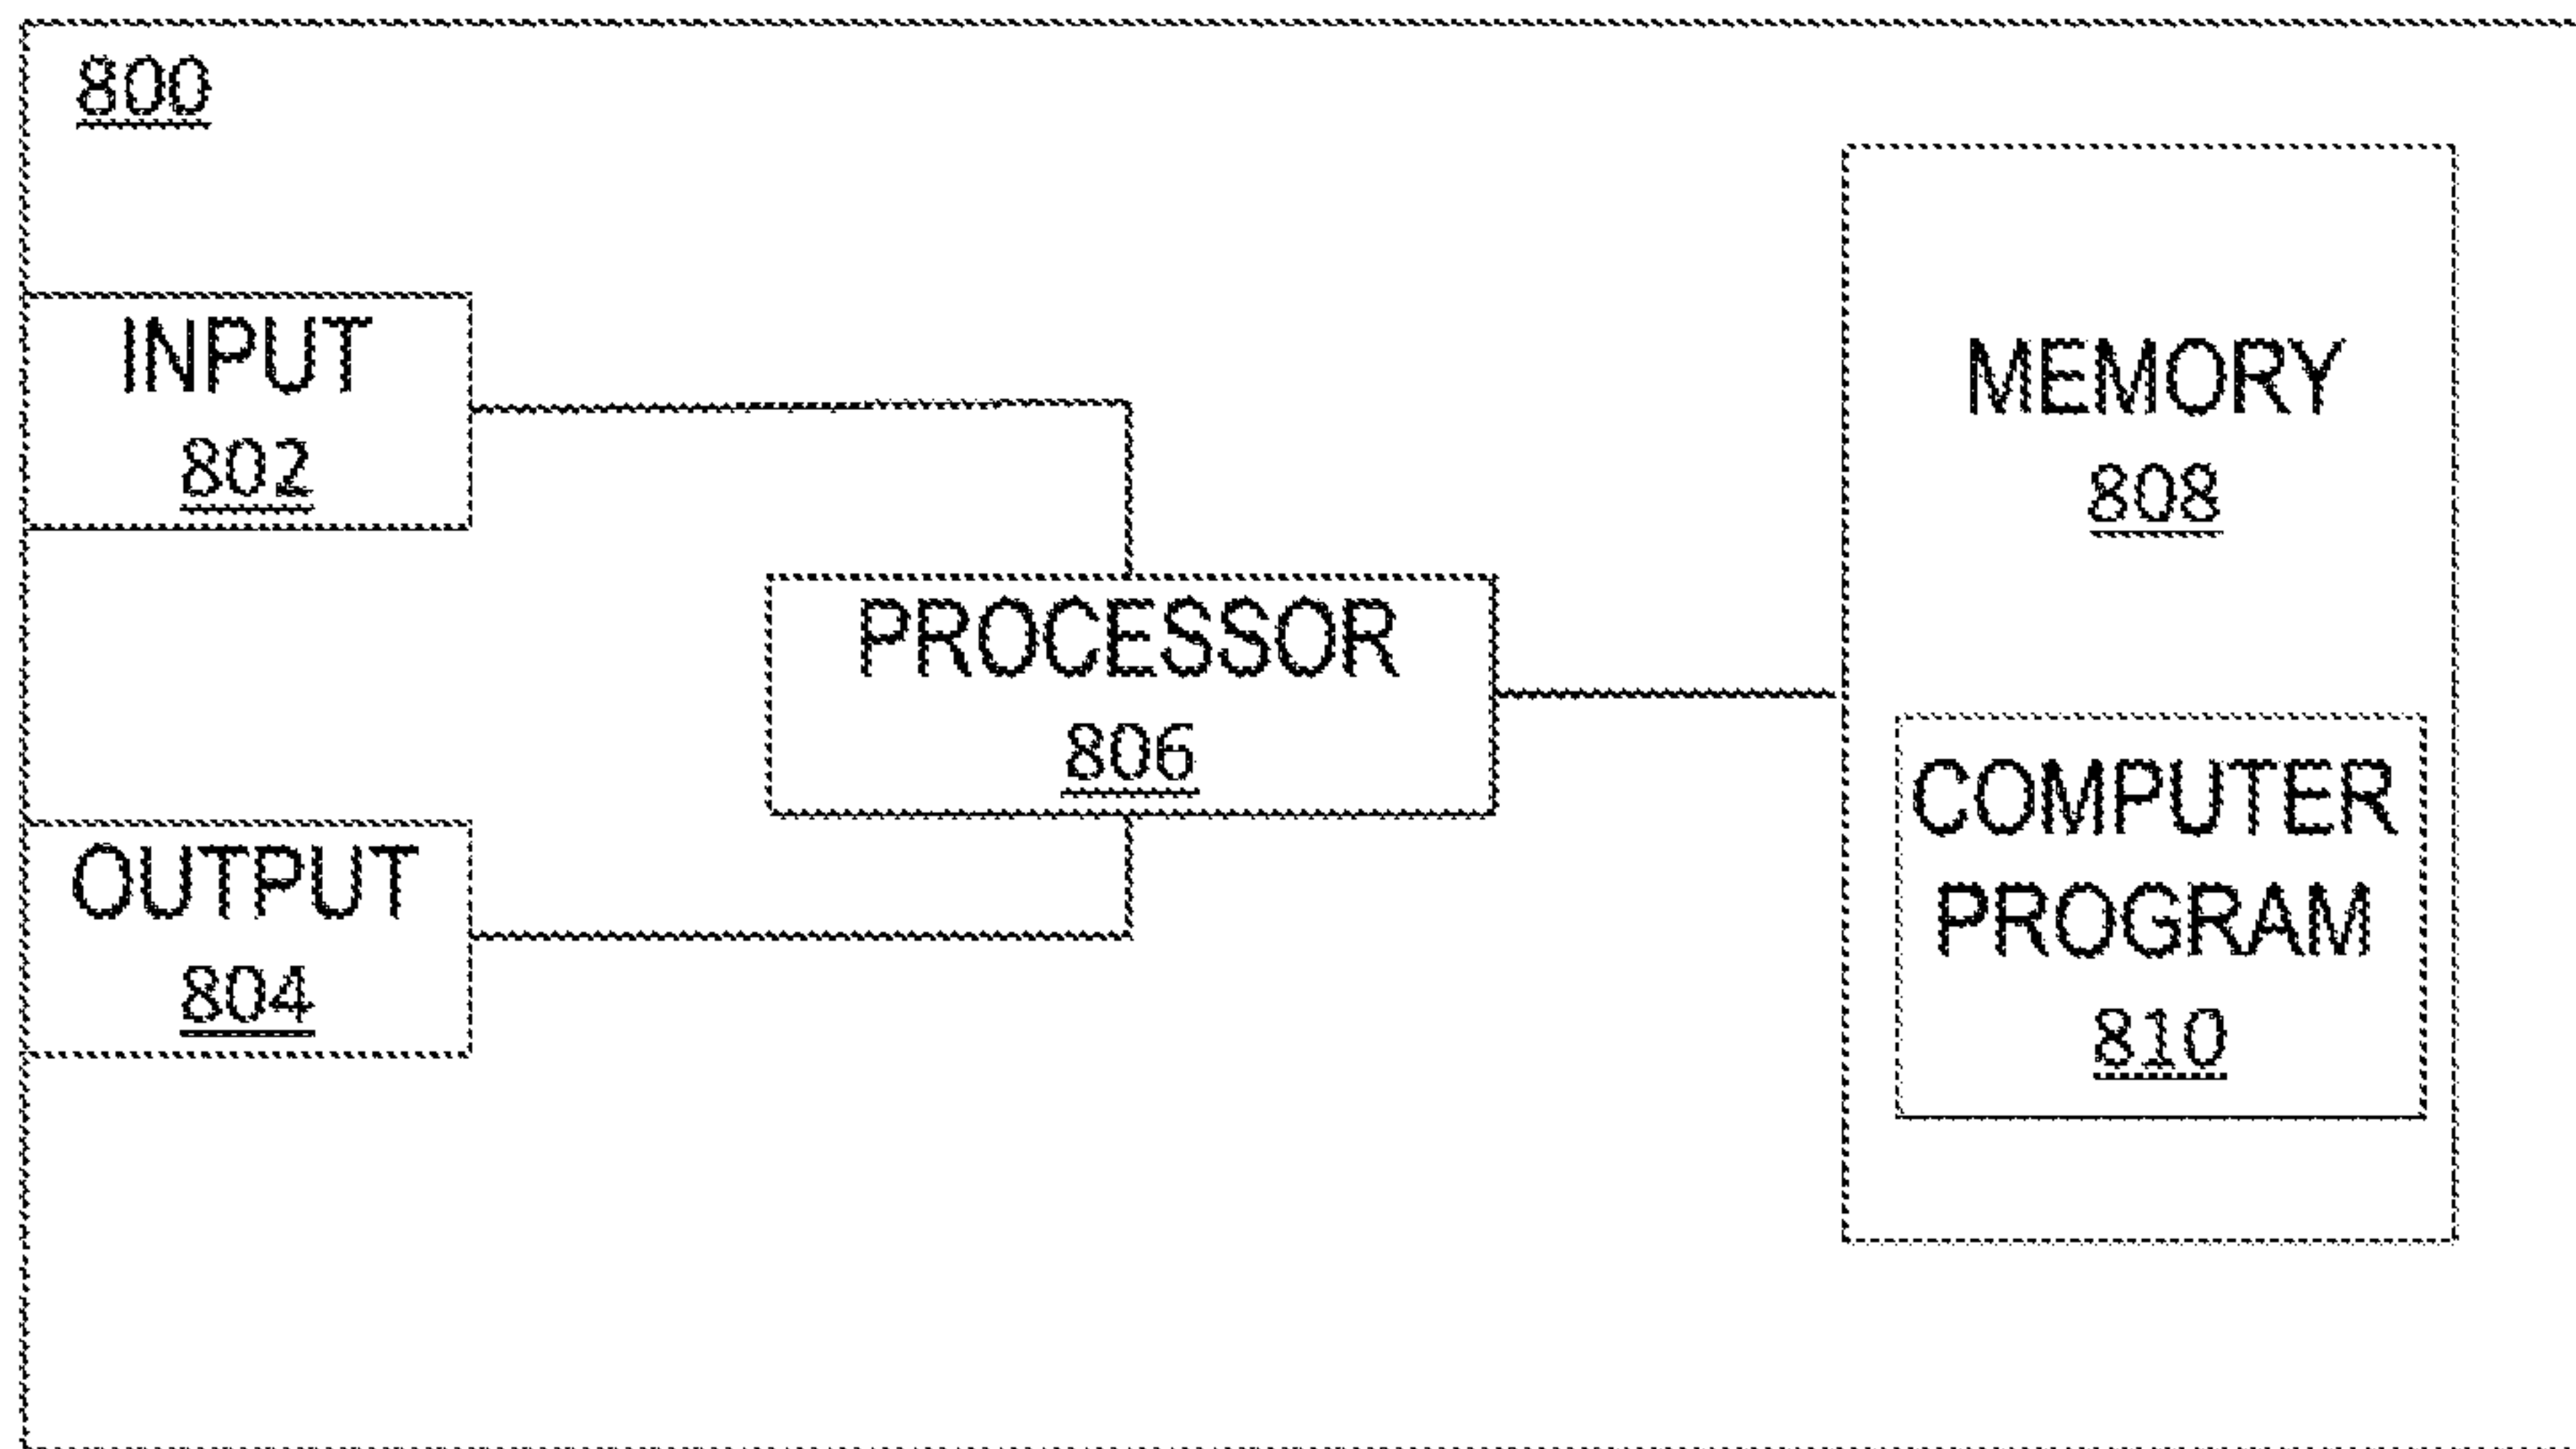 800
INPUT
802
OUTPUT
804
PROCESSOR
806
MEMORY
808
COMPUTER
PROGRAM
810